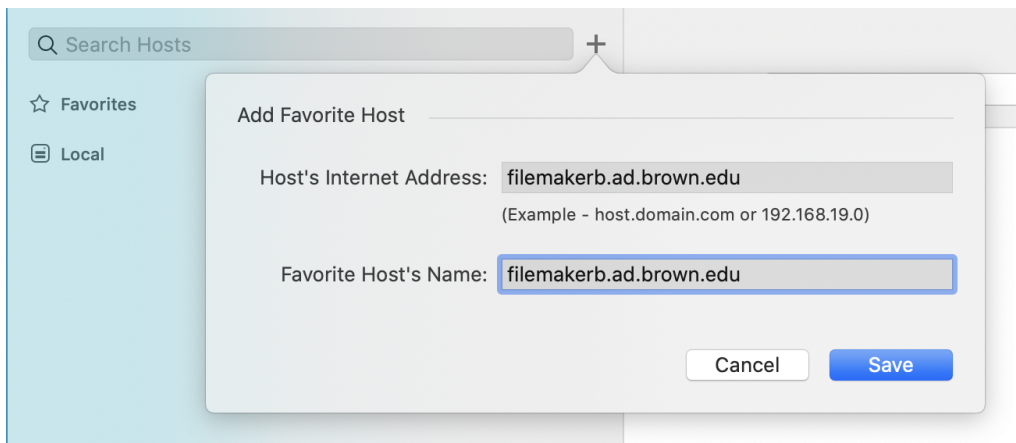 Search Hosts
Favorites
Local
Add Favorite Host
Host's Internet Address: filemakerb.ad.brown.edu
(Example - host.domain.com or 192.168.19.0)
Favorite Host's Name: filemakerb.ad.brown.edu
Cancel Save